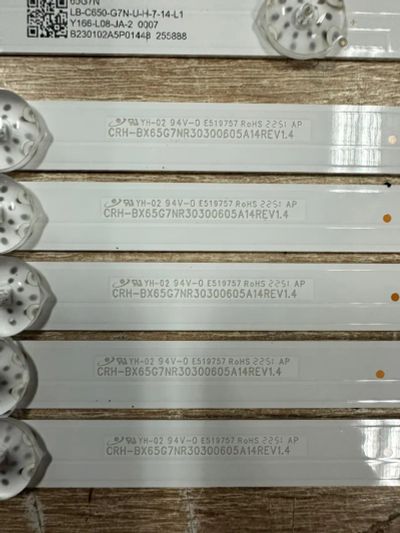 65G7N
LB-C650-G7N-U-H-7-14-L1
Y166-L08-JA-2 0007
B230102A5P01448 255888
YH-02 94V-0 E519757 RoHS 2251 AP
CRH-BX65G7NR30300605A14REV1.4
YH-02 94V-0 E519757 RoHS 2251 AP
CRH-BX65G7NR30300605A14REV1.4
YH-02 94V-0 E519757 RoHS 2251 AP
CRH-BX65G7NR30300605A14REV1.4
YH-02 94V-0 E519757 RoHS 2251 AP
CRH-BX65G7NR30300605A14REV1.4
YH-02 94V-0 E519757 RoHS 2251 AP
CRH-BX65G7NR30300605A14REV1.4